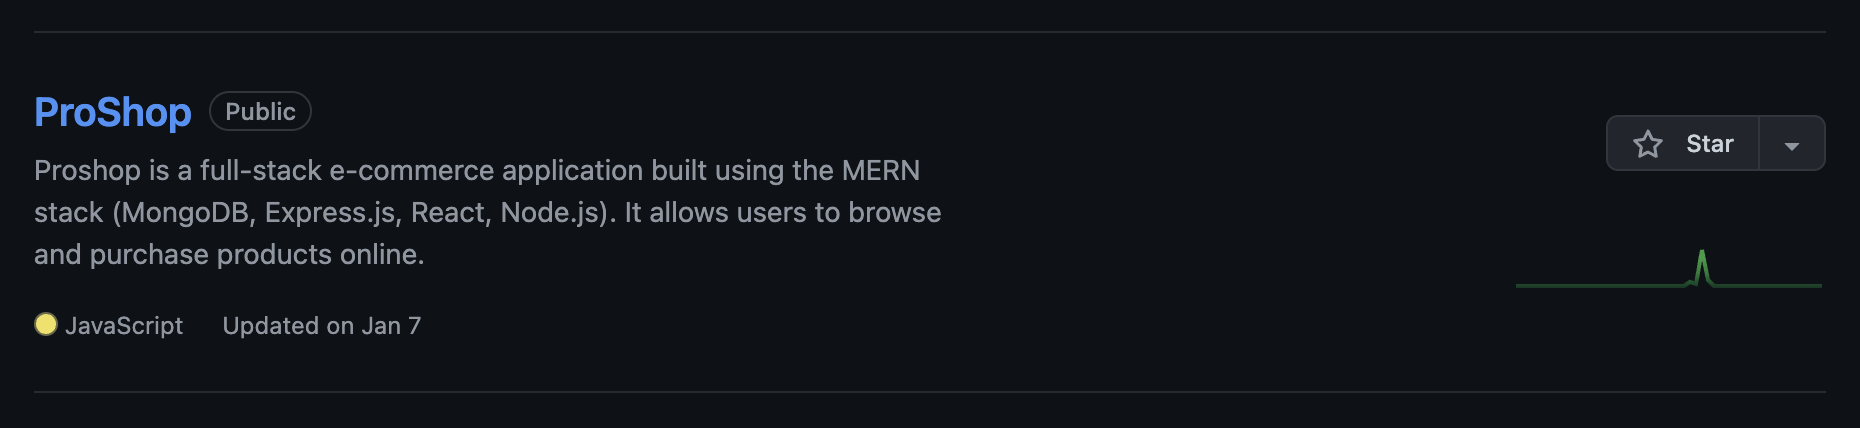 ProShop Public
Star
Proshop is a full-stack e-commerce application built using the MERN
stack (MongoDB, Express.js, React, Node.js). It allows users to browse
and purchase products online.
JavaScript Updated on Jan 7